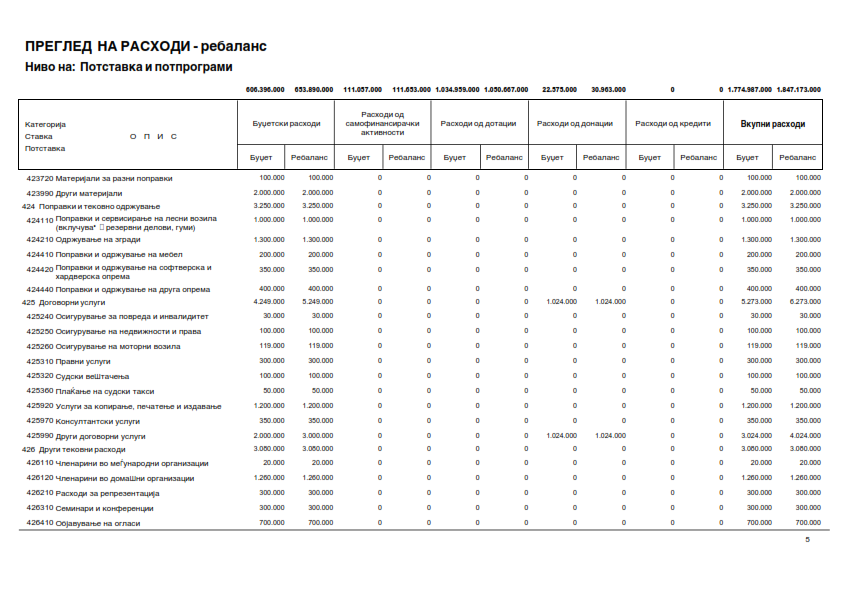 ПРЕГЛЕД НА РАСХОДИ - ребаланс
Ниво на: Потставка и потпрограми
606.396.000 653.890.000 111.057.000 111.653.000 1.034.959.000 1.050.667.000 22.575.000 30.963.000 0 0 1.774.987.000 1.847.173.000
Категорија
Ставка О П И С
Потставка
Буџетски расходи
Расходи од самофинансирачки активности
Расходи од дотации
Расходи од донации
Расходи од кредити
Вкупни расходи
Буџет Ребаланс Буџет Ребаланс Буџет Ребаланс Буџет Ребаланс Буџет Ребаланс Буџет Ребаланс
423720 Материјали за разни поправки 100.000 100.000 0 0 0 0 0 0 0 0 100.000 100.000
423990 Други материјали 2.000.000 2.000.000 0 0 0 0 0 0 0 0 2.000.000 2.000.000
424 Поправки и тековно одржување 3.250.000 3.250.000 0 0 0 0 0 0 0 0 3.250.000 3.250.000
424110 Поправки и сервисирање на лесни возила 1.000.000 1.000.000 0 0 0 0 0 0 0 0 1.000.000 1.000.000
(вклучува* резервни делови, гуми)
424210 Одржување на згради 1.300.000 1.300.000 0 0 0 0 0 0 0 0 1.300.000 1.300.000
424410 Поправки и одржување на мебел 200.000 200.000 0 0 0 0 0 0 0 0 200.000 200.000
424420 Поправки и одржување на софтверска и 350.000 350.000 0 0 0 0 0 0 0 0 350.000 350.000
хардверска опрема
424440 Поправки и одржување на друга опрема 400.000 400.000 0 0 0 0 0 0 0 0 400.000 400.000
425 Договорни услуги 4.249.000 5.249.000 0 0 0 0 1.024.000 1.024.000 0 0 5.273.000 6.273.000
425240 Осигурување за повреда и инвалидитет 30.000 30.000 0 0 0 0 0 0 0 0 30.000 30.000
425250 Осигурување на недвижности и права 100.000 100.000 0 0 0 0 0 0 0 0 100.000 100.000
425260 Осигурување на моторни возила 119.000 119.000 0 0 0 0 0 0 0 0 119.000 119.000
425310 Правни услуги 300.000 300.000 0 0 0 0 0 0 0 0 300.000 300.000
425320 Судски веШтачења 100.000 100.000 0 0 0 0 0 0 0 0 100.000 100.000
425360 ПлаЌање на судски такси 50.000 50.000 0 0 0 0 0 0 0 0 50.000 50.000
425920 Услуги за копирање, печатење и издавање 1.200.000 1.200.000 0 0 0 0 0 0 0 0 1.200.000 1.200.000
425970 Консултантски услуги 350.000 350.000 0 0 0 0 0 0 0 0 350.000 350.000
425990 Други договорни услуги 2.000.000 3.000.000 0 0 0 0 1.024.000 1.024.000 0 0 3.024.000 4.024.000
426 Други тековни расходи 3.080.000 3.080.000 0 0 0 0 0 0 0 0 3.080.000 3.080.000
426110 Членарини во меѓународни организации 20.000 20.000 0 0 0 0 0 0 0 0 20.000 20.000
426120 Членарини во домаШни организации 1.260.000 1.260.000 0 0 0 0 0 0 0 0 1.260.000 1.260.000
426210 Расходи за репрезентација 300.000 300.000 0 0 0 0 0 0 0 0 300.000 300.000
426310 Семинари и конференции 300.000 300.000 0 0 0 0 0 0 0 0 300.000 300.000
426410 Објавување на огласи 700.000 700.000 0 0 0 0 0 0 0 0 700.000 700.000
5